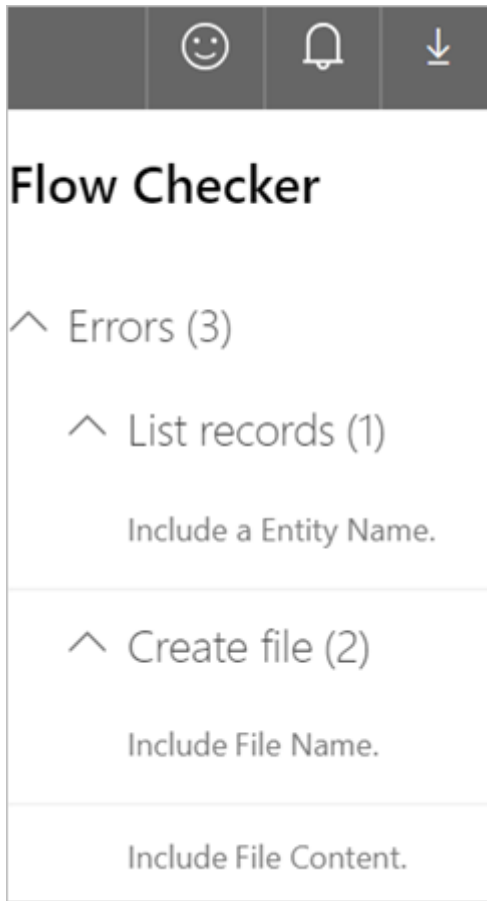 Flow Checker
Errors (3)
List records (1)
Include a Entity Name.
Create file (2)
Include File Name.
Include File Content.